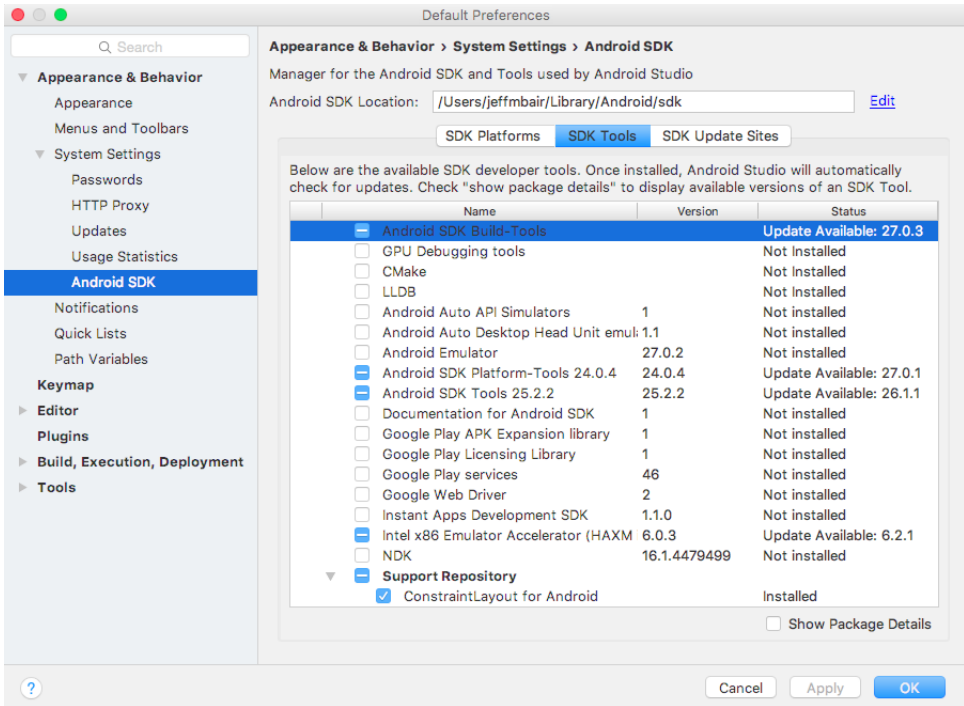 Default Preferences
Search
Appearance & Behavior
Appearance
Menus and Toolbars
System Settings
Passwords
HTTP Proxy
Updates
Usage Statistics
Android SDK
Notifications
Quick Lists
Path Variables
Keymap
Editor
Plugins
Build, Execution, Deployment
Tools
Appearance & Behavior › System Settings › Android SDK
Manager for the Android SDK and Tools used by Android Studio
Android SDK Location: /Users/jeffmbair/Library/Android/sdk Edit
SDK Platforms SDK Tools SDK Update Sites
Below are the available SDK developer tools. Once installed, Android Studio will automatically
check for updates. Check "show package details" to display available versions of an SDK Tool.
Name Version Status
Android SDK Build-Tools Update Available: 27.0.3
GPU Debugging tools Not Installed
CMake Not Installed
LLDB Not Installed
Android Auto API Simulators 1 Not installed
Android Auto Desktop Head Unit emul 1.1 Not installed
Android Emulator 27.0.2 Not installed
Android SDK Platform-Tools 24.0.4 24.0.4 Update Available: 27.0.1
Android SDK Tools 25.2.2 25.2.2 Update Available: 26.1.1
Documentation for Android SDK 1 Not installed
Google Play APK Expansion library 1 Not installed
Google Play Licensing Library 1 Not installed
Google Play services 46 Not installed
Google Web Driver 2 Not installed
Instant Apps Development SDK 1.1.0 Not installed
Intel x86 Emulator Accelerator (HAXM 6.0.3 Update Available: 6.2.1
NDK 16.1.4479499 Not installed
Support Repository
ConstraintLayout for Android Installed
Show Package Details
? Cancel Apply OK